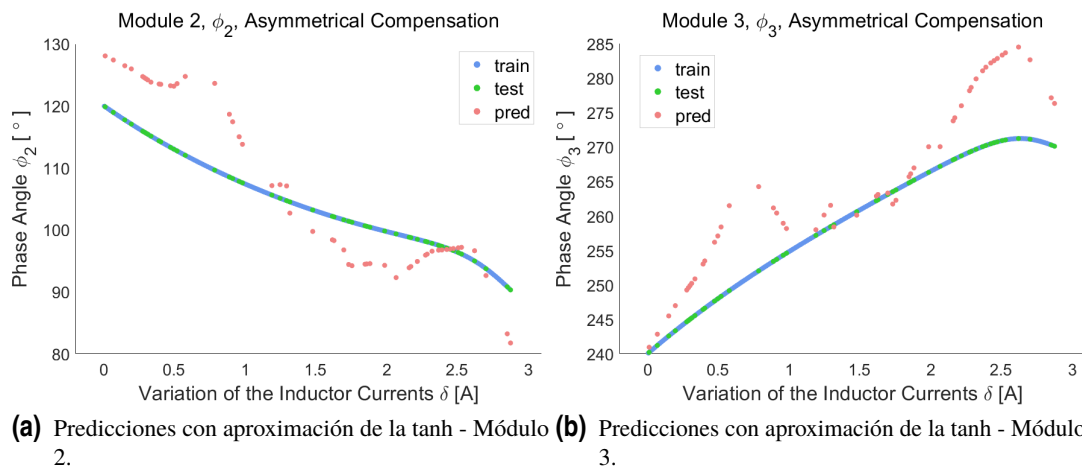 Module 2, ϕ2, Asymmetrical Compensation
130
120
110
100
90
80
Phase Angle ϕ2 [ ° ]
train
test
pred
0
0.5
1
1.5
2
2.5
3
Variation of the Inductor Currents δ [A]
(a) Predicciones con aproximación de la tanh - Módulo
2.
Module 3, ϕ3, Asymmetrical Compensation
285
280
275
270
265
260
255
250
245
240
Phase Angle ϕ3 [ ° ]
train
test
pred
0
0.5
1
1.5
2
2.5
3
Variation of the Inductor Currents δ [A]
(b) Predicciones con aproximación de la tanh - Módulo
3.